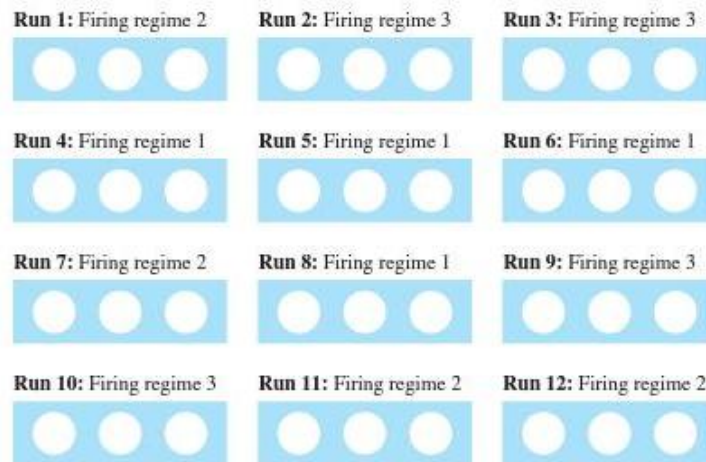 Run 1: Firing regime 2
Run 2: Firing regime 3
Run 3: Firing regime 3
Run 4: Firing regime 1
Run 5: Firing regime 1
Run 6: Firing regime 1
Run 7: Firing regime 2
Run 8: Firing regime 1
Run 9: Firing regime 3
Run 10: Firing regime 3
Run 11: Firing regime 2
Run 12: Firing regime 2